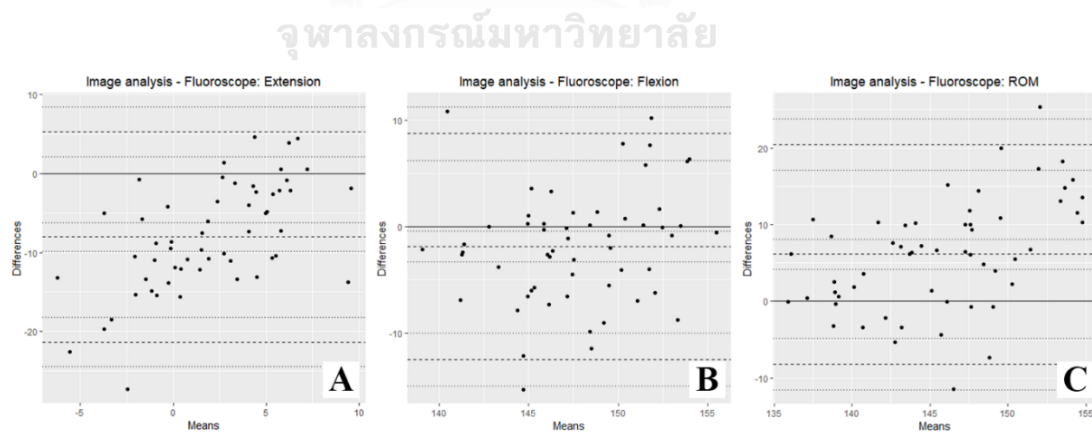 จุฬาลงกรณ์มหาวิทยาลัย
Image analysis - Fluoroscope: Extension
Differences
10
0
-10
-20
-5
0
5
10
Means
A
Image analysis - Fluoroscope: Flexion
Differences
10
0
-10
140
145
150
155
Means
B
Image analysis - Fluoroscope: ROM
Differences
20
10
0
-10
135
140
145
150
155
Means
C